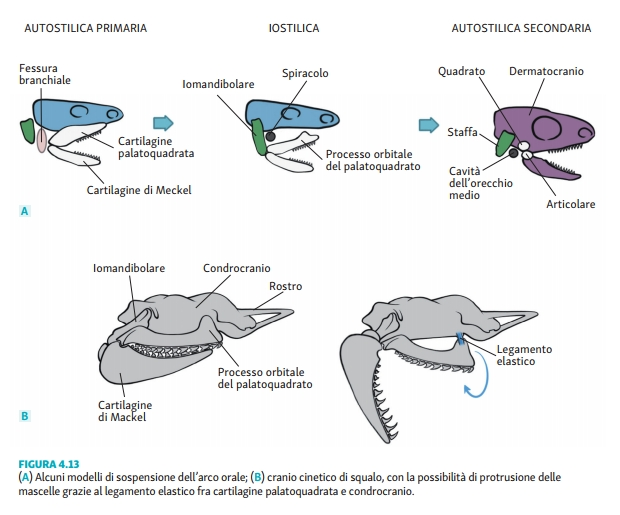 AUTOSTILICA PRIMARIA
IOSTILICA
AUTOSTILICA SECONDARIA
Fessura
branchiale
Cartilagine
palatoquadrata
Cartilagine di Meckel
Iomandibolare
Spiracolo
Processo orbitale
del palatoquadrato
Quadrato
Dermatocranio
Staffa
Cavità
dell'orecchio
medio
Articolare
A
Iomandibolare
Condrocranio
Rostro
Processo orbitale
del palatoquadrato
Cartilagine
di Mackel
Legamento
elastico
B
FIGURA 4.13
(A) Alcuni modelli di sospensione dell'arco orale; (B) cranio cinetico di squalo, con la possibilità di protrusione delle
mascelle grazie al legamento elastico fra cartilagine palatoquadrata e condrocranio.